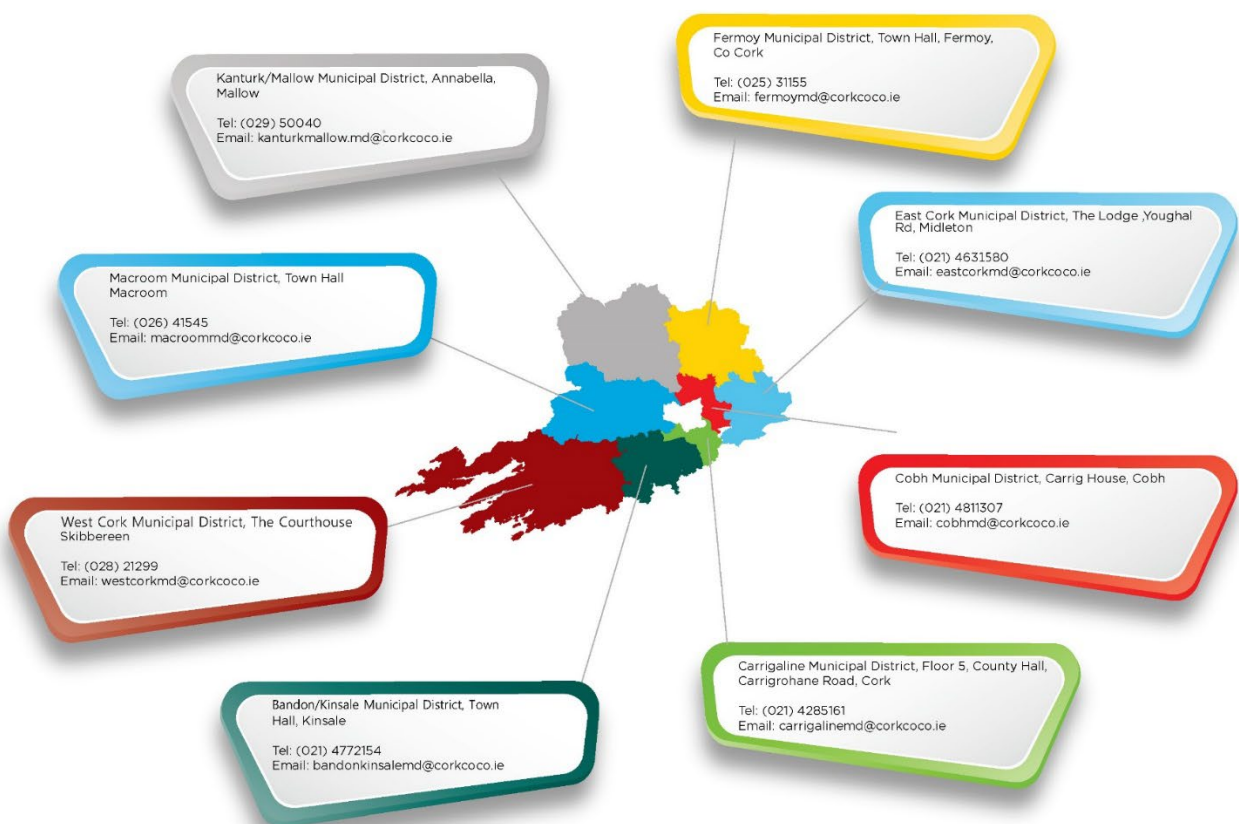 Kanturk/Mallow Municipal District, Annabella,
Mallow
Tel: (029) 50040
Email: kanturkmallow.md@corkcoco.ie
Fermoy Municipal District, Town Hall, Fermoy,
Co Cork
Tel: (025) 31155
Email: fermoymd@corkcoco.ie
Macroom Municipal District, Town Hall
Macroom
Tel: (026) 41545
Email: macroommd@corkcoco.ie
East Cork Municipal District, The Lodge ,Youghal
Rd, Midleton
Tel: (021) 4631580
Email: eastcorkmd@corkcoco.ie
West Cork Municipal District, The Courthouse
Skibbereen
Tel: (028) 21299
Email: westcorkmd@corkcoco.ie
Cobh Municipal District, Carrig House, Cobh
Tel: (021) 4811307
Email: cobhmd@corkcoco.ie
Bandon/Kinsale Municipal District, Town
Hall, Kinsale
Tel: (021) 4772154
Email: bandonkinsalemd@corkcoco.ie
Carrigaline Municipal District, Floor 5, County Hall,
Carrigrohane Road, Cork
Tel: (021) 4285161
Email: carrigalinemd@corkcoco.ie